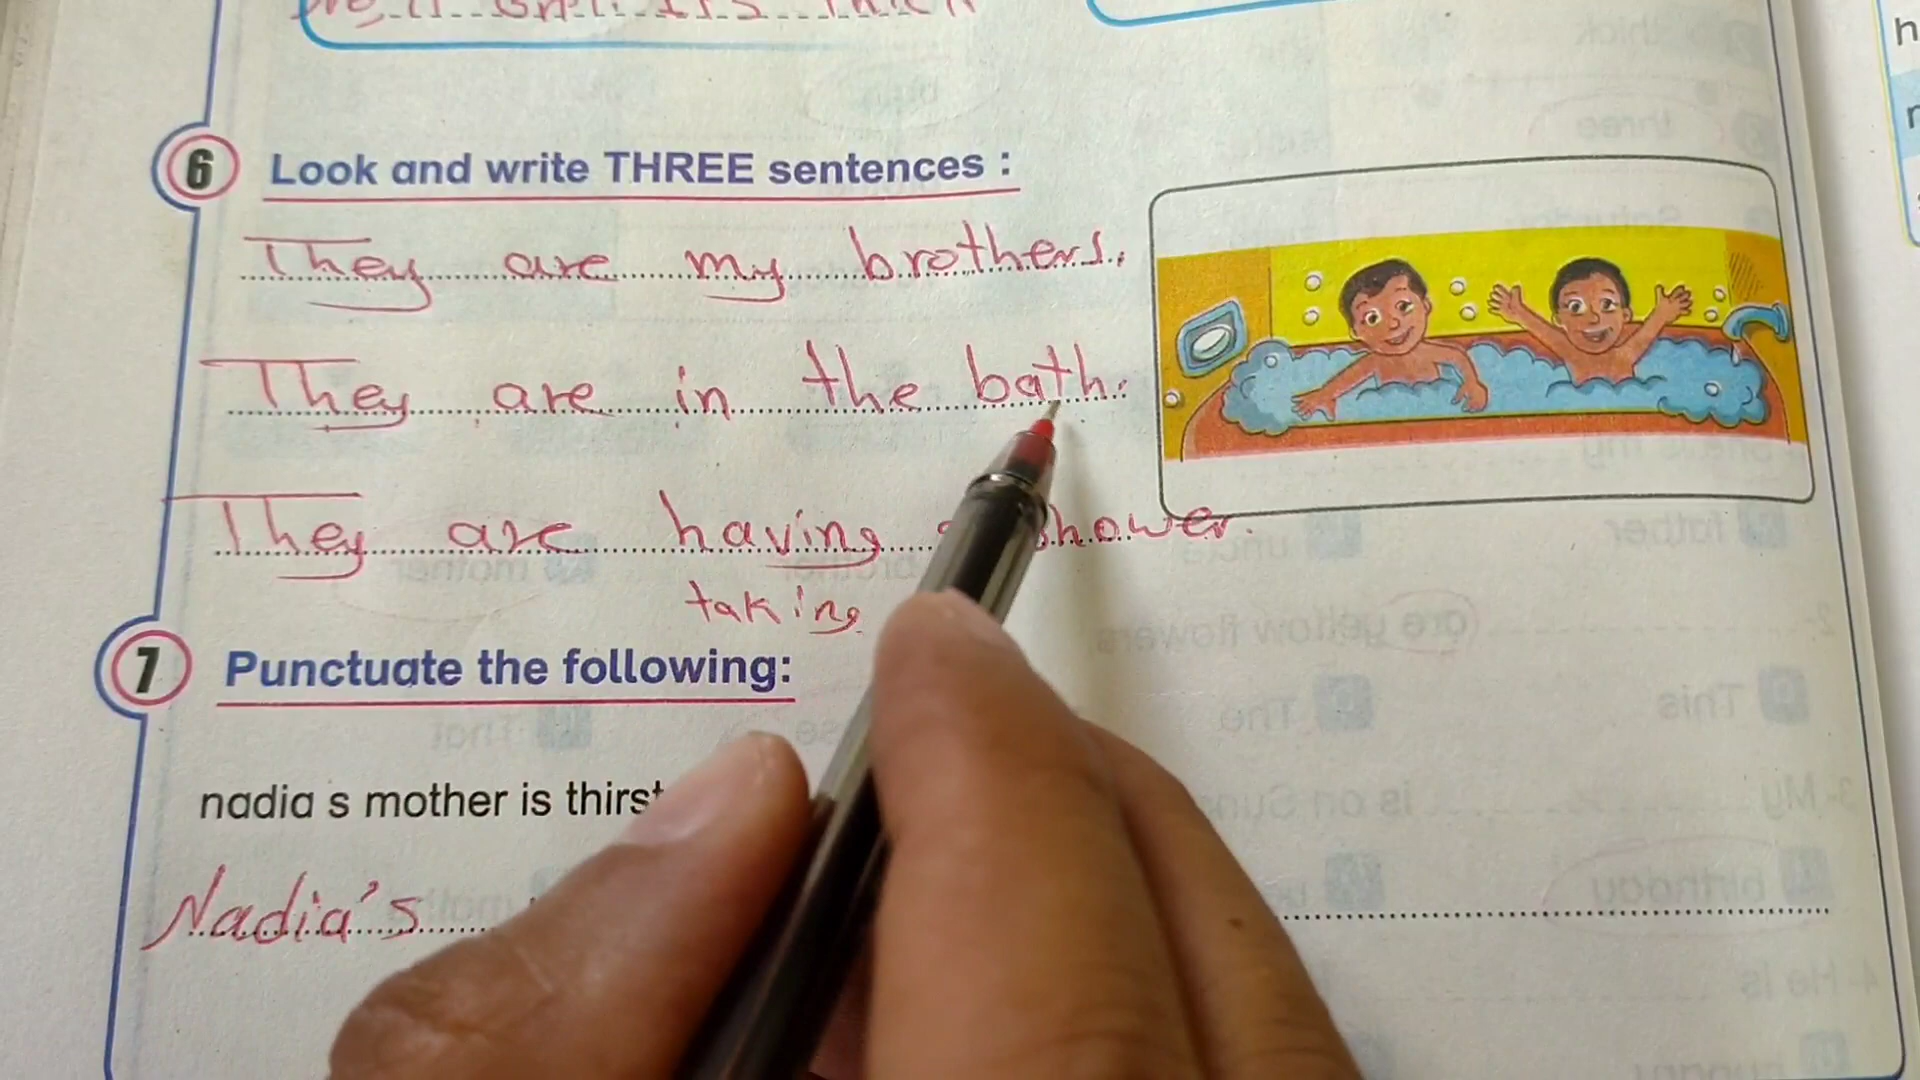 6 Look and write THREE sentences :
They are my brothers.
They are in the bath.
They are having a shower.
taking
7 Punctuate the following:
nadia s mother is thirst
Nadia's